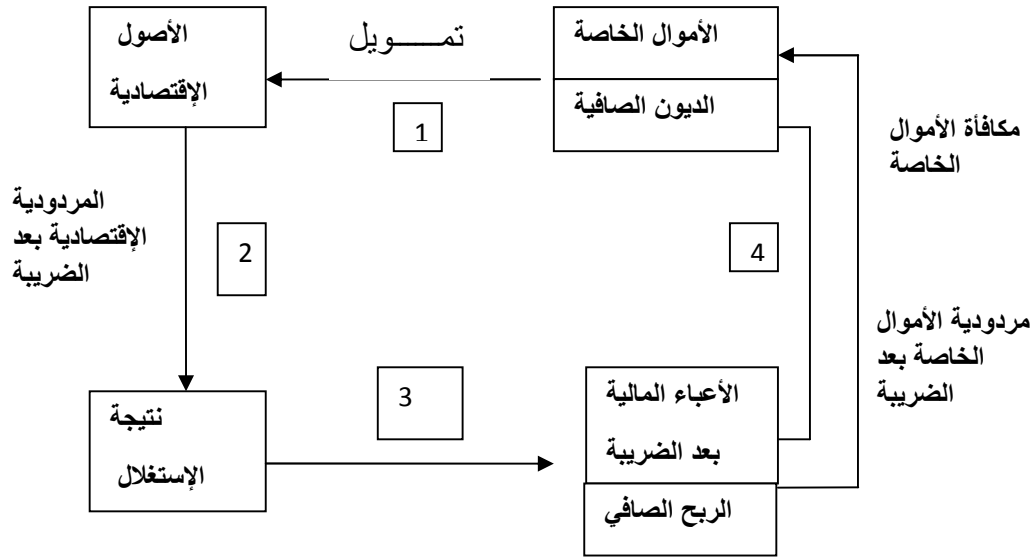 الأموال الخاصة
الديون الصافية
تمـــــويل
1
الأصول
الإقتصادية
مكافأة الأموال
الخاصة
المردودية
الإقتصادية بعد
الضريبة
2
4
مردودية الأموال
الخاصة بعد
الضريبة
نتيجة
الإستغلال
3
الأعباء المالية
بعد الضريبة
الربح الصافي